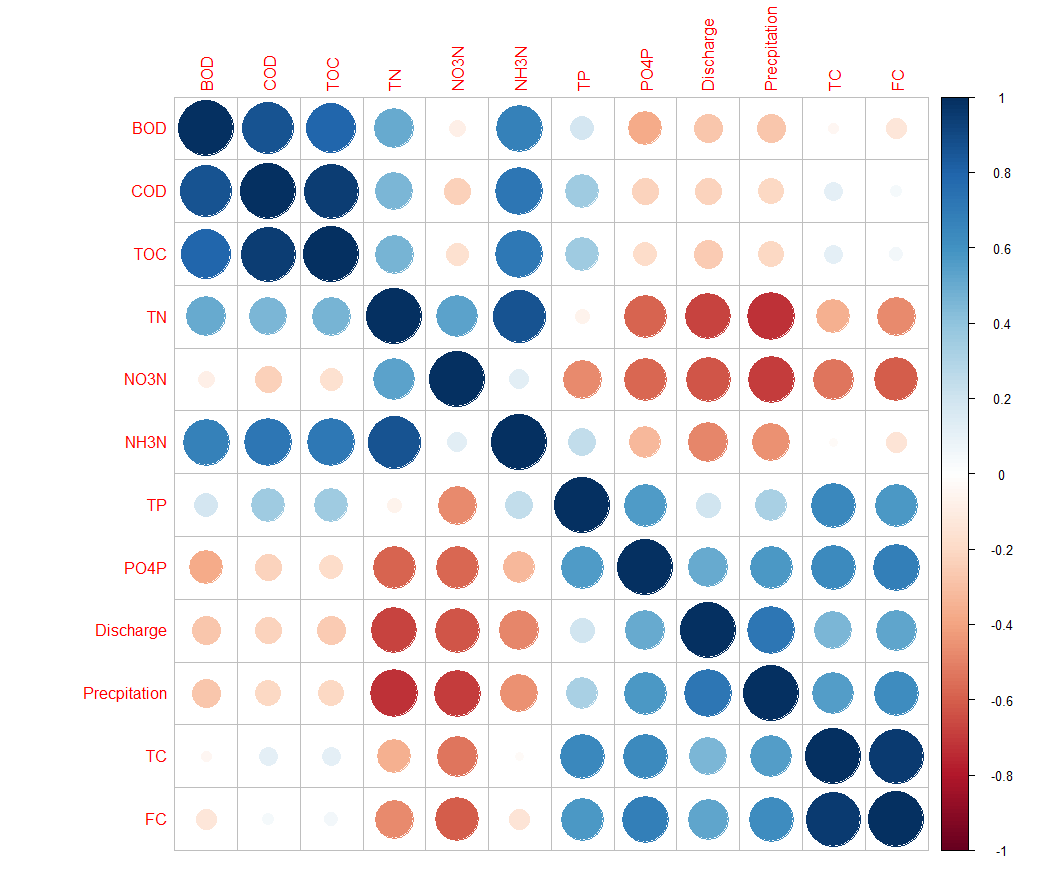 BOD
COD
TOC
TN
NO3N
NH3N
TP
PO4P
Discharge
Precpitation
TC
FC
BOD
COD
TOC
TN
NO3N
NH3N
TP
PO4P
Discharge
Precpitation
TC
FC
1
0.8
0.6
0.4
0.2
0
-0.2
-0.4
-0.6
-0.8
-1